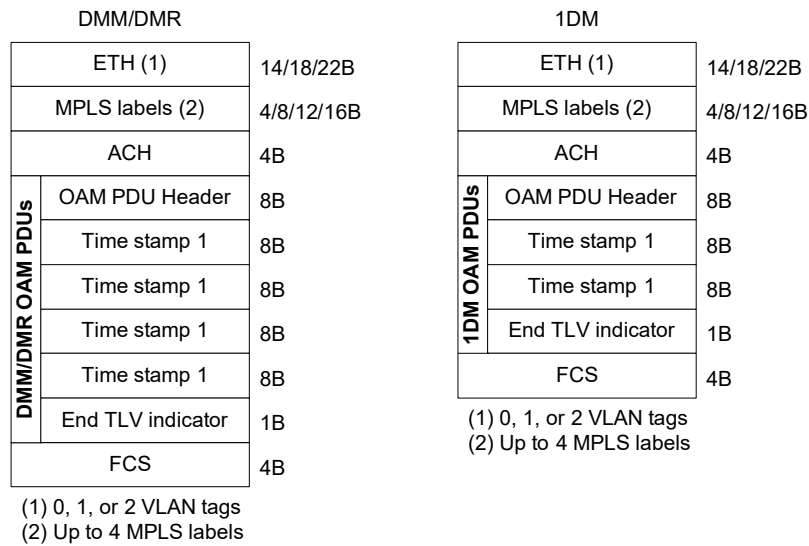 DMM/DMR
ETH (1) 14/18/22B
MPLS labels (2) 4/8/12/16B
ACH 4B
DMM/DMR OAM PDUs
OAM PDU Header 8B
Time stamp 1 8B
Time stamp 1 8B
Time stamp 1 8B
Time stamp 1 8B
End TLV indicator 1B
FCS 4B
(1) 0, 1, or 2 VLAN tags
(2) Up to 4 MPLS labels
1DM
ETH (1) 14/18/22B
MPLS labels (2) 4/8/12/16B
ACH 4B
1DM OAM PDUs
OAM PDU Header 8B
Time stamp 1 8B
Time stamp 1 8B
End TLV indicator 1B
FCS 4B
(1) 0, 1, or 2 VLAN tags
(2) Up to 4 MPLS labels